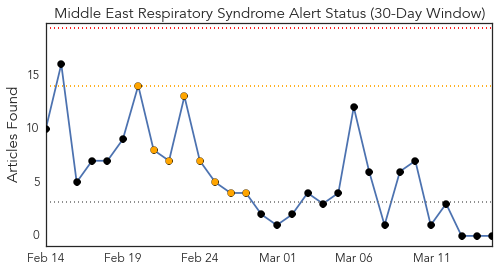 Middle East Respiratory Syndrome Alert Status (30-Day Window)
Articles Found
15
10
5
0
Feb 14
Feb 19
Feb 24
Mar 01
Mar 06
Mar 11